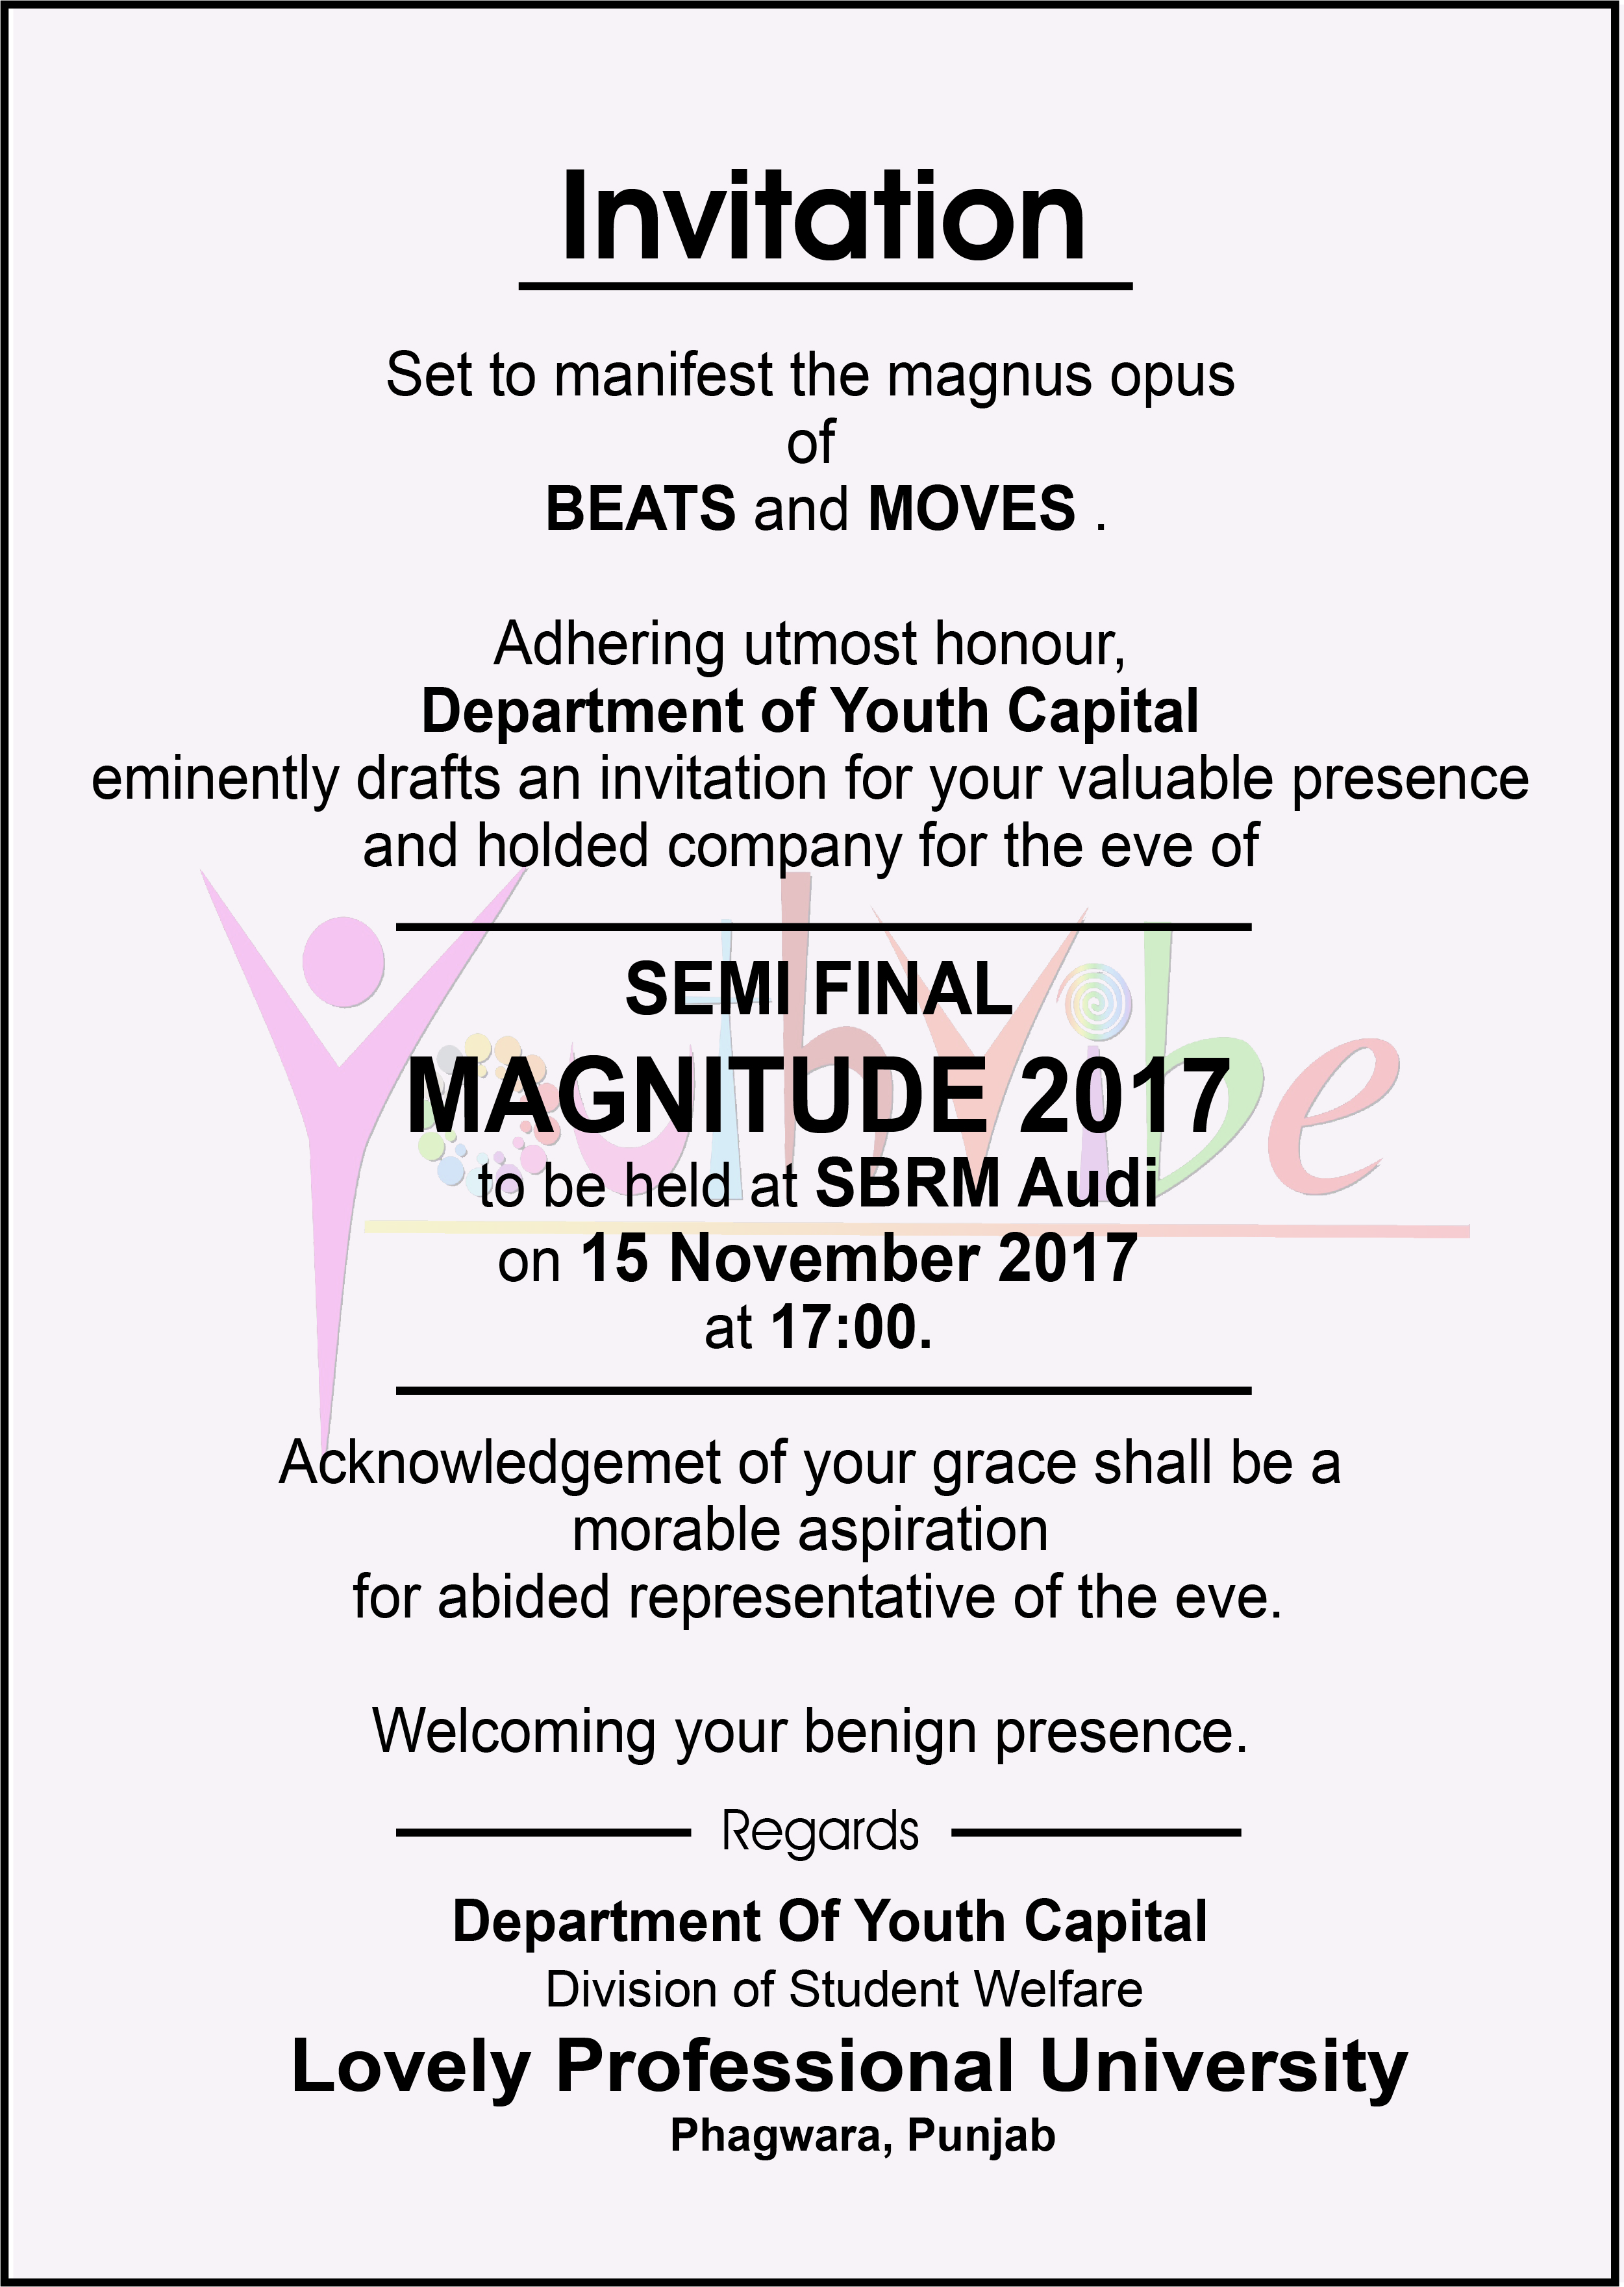 Invitation
Set to manifest the magnus opus
of
BEATS and MOVES .
Adhering utmost honour,
Department of Youth Capital
eminently drafts an invitation for your valuable presence
and holded company for the eve of
SEMI FINAL
MAGNITUDE 2017
YouthVibe
to be held at SBRM Audi
on 15 November 2017
at 17:00.
Acknowledgemet of your grace shall be a
morable aspiration
for abided representative of the eve.
Welcoming your benign presence.
Regards
Department Of Youth Capital
Division of Student Welfare
Lovely Professional University
Phagwara, Punjab